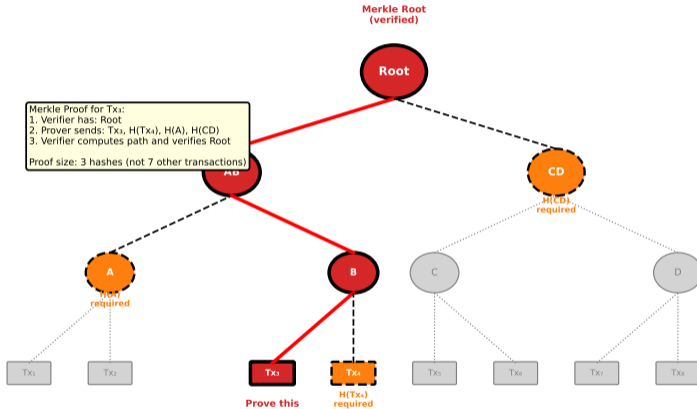 Merkle Root
(verified)
Root
Merkle Proof for Tx₃:
1. Verifier has: Root
2. Prover sends: Tx₃, H(Tx₄), H(A), H(CD)
3. Verifier computes path and verifies Root
Proof size: 3 hashes (not 7 other transactions)
AB
CD
H(CD)
required
A
B
C
D
H(A)
required
Tx₁
Tx₂
Tx₃
Tx₄
Tx₅
Tx₆
Tx₇
Tx₈
Prove this
H(Tx₄)
required